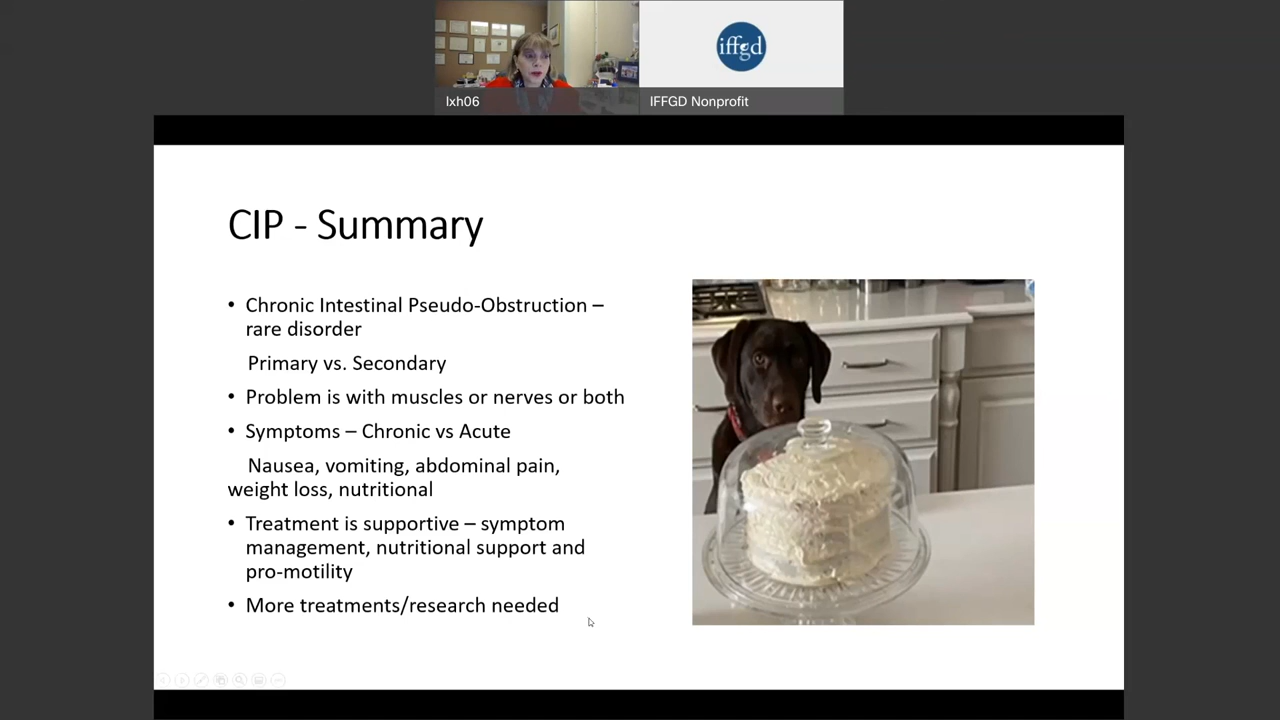 iffgd
lxh06
IFFGD Nonprofit
CIP - Summary
• Chronic Intestinal Pseudo-Obstruction –
rare disorder
Primary vs. Secondary
• Problem is with muscles or nerves or both
• Symptoms – Chronic vs Acute
Nausea, vomiting, abdominal pain,
weight loss, nutritional
• Treatment is supportive – symptom
management, nutritional support and
pro-motility
• More treatments/research needed